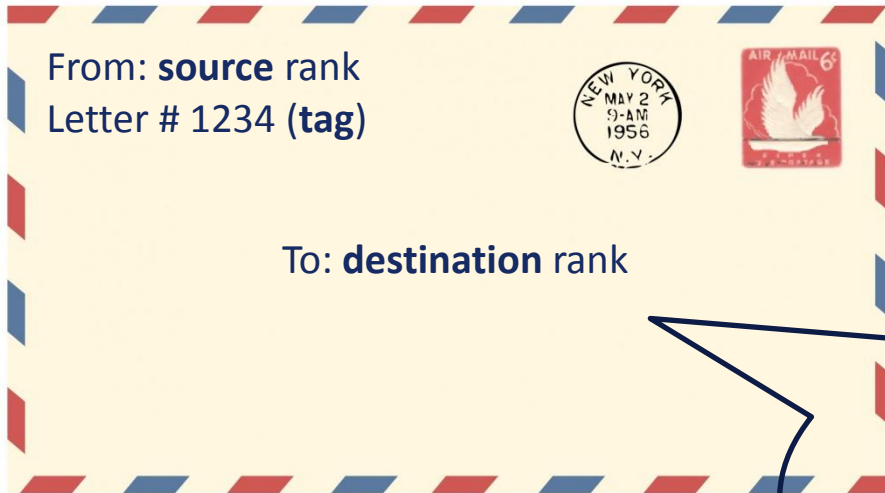 From: source rank
Letter # 1234 (tag)
To: destination rank
NEW YORK
MAY 2
9-AM
1956
N.Y.
AIR MAIL 6¢